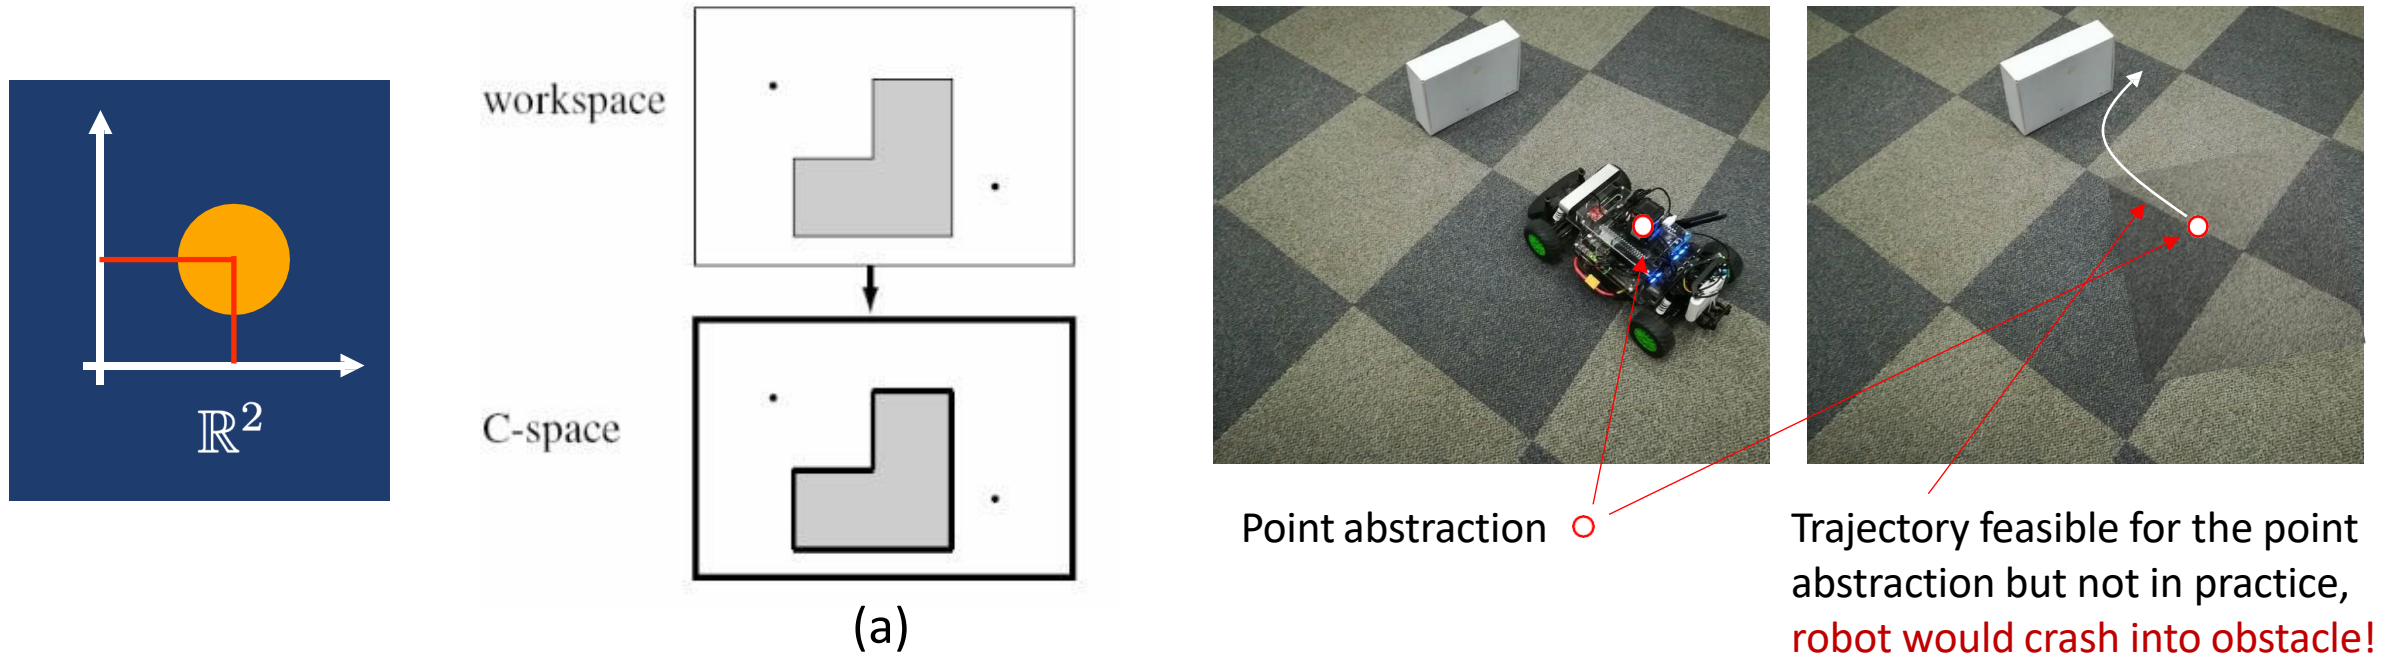 ℝ²
workspace
C-space
(a)
Point abstraction
Trajectory feasible for the point
abstraction but not in practice,
robot would crash into obstacle!